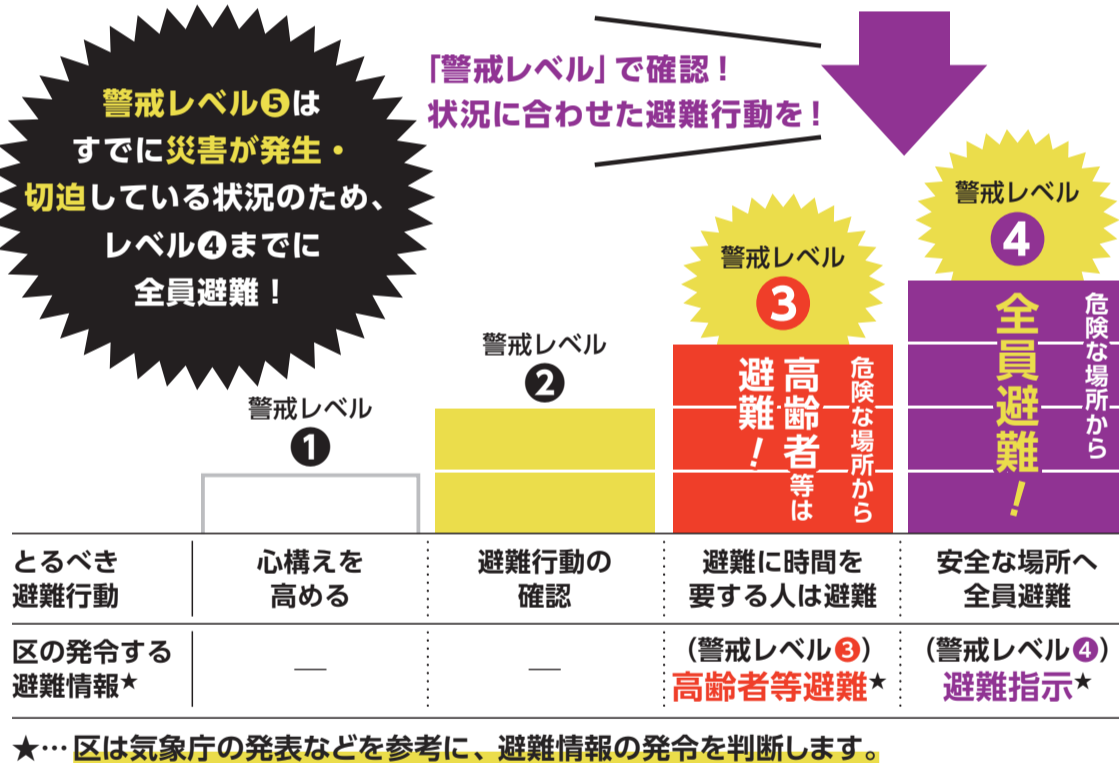 警戒レベル❺は
すでに災害が発生・
切迫している状況のため、
レベル❹までに
全員避難！
「警戒レベル」で確認！
状況に合わせた避難行動を！
警戒レベル
❶
警戒レベル
❷
警戒レベル
❸
危険な場所から
高齢者等は
避難！
警戒レベル
❹
危険な場所から
全員避難！
とるべき
避難行動
心構えを
高める
避難行動の
確認
避難に時間を
要する人は避難
安全な場所へ
全員避難
区の発令する
避難情報★
―
―
（警戒レベル❸）
高齢者等避難★
（警戒レベル❹）
避難指示★
★… 区は気象庁の発表などを参考に、避難情報の発令を判断します。